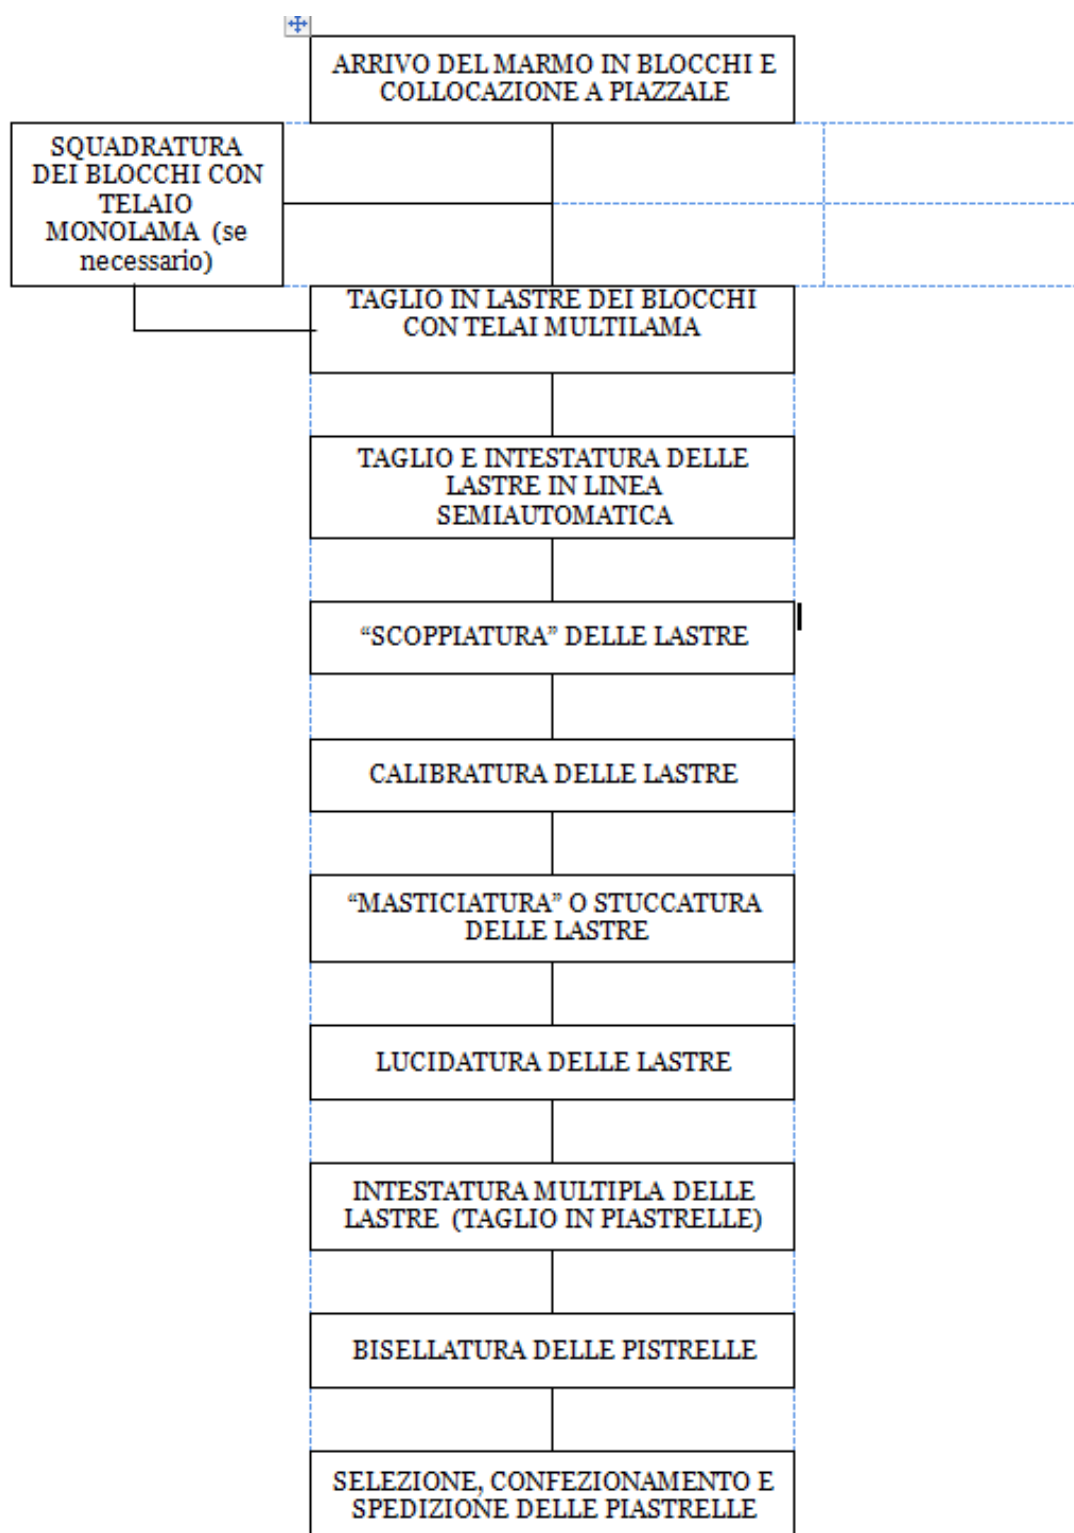 ARRIVO DEL MARMO IN BLOCCHI E
COLLOCAZIONE A PIAZZALE
SQUADRATURA
DEI BLOCCHI CON
TELAIO
MONOLAMA (se
necessario)
TAGLIO IN LASTRE DEI BLOCCHI
CON TELAI MULTILAMA
TAGLIO E INTESTATURA DELLE
LASTRE IN LINEA
SEMIAUTOMATICA
“SCOPPIATURA” DELLE LASTRE
CALIBRATURA DELLE LASTRE
“MASTICIATURA” O STUCCATURA
DELLE LASTRE
LUCIDATURA DELLE LASTRE
INTESTATURA MULTIPLA DELLE
LASTRE (TAGLIO IN PIASTRELLE)
BISELLATURA DELLE PISTRELLE
SELEZIONE, CONFEZIONAMENTO E
SPEDIZIONE DELLE PIASTRELLE